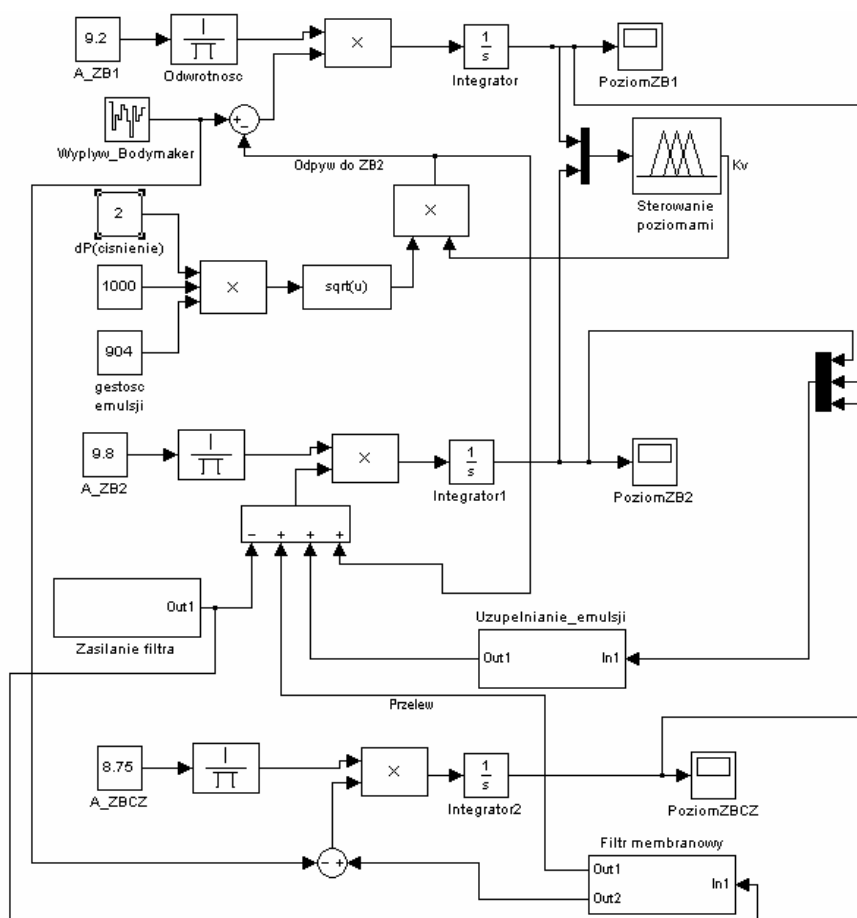 9.2
A_ZB1
Odwrotnosc
×
1
s
Integrator
PoziomZB1
Wyplyw_Bodymaker
+
-
Odpyw do ZB2
Sterowanie
poziomami
Kv
2
dP(cisnienie)
×
1000
×
sqrt(u)
904
gestosc
emulsji
9.8
A_ZB2
×
1
s
Integrator1
PoziomZB2
- + + +
Out1
Zasilanie filtra
Uzupelnianie_emulsji
Out1
In1
Przelew
8.75
A_ZBCZ
×
1
s
Integrator2
PoziomZBCZ
- +
Filtr membranowy
Out1
Out2
In1